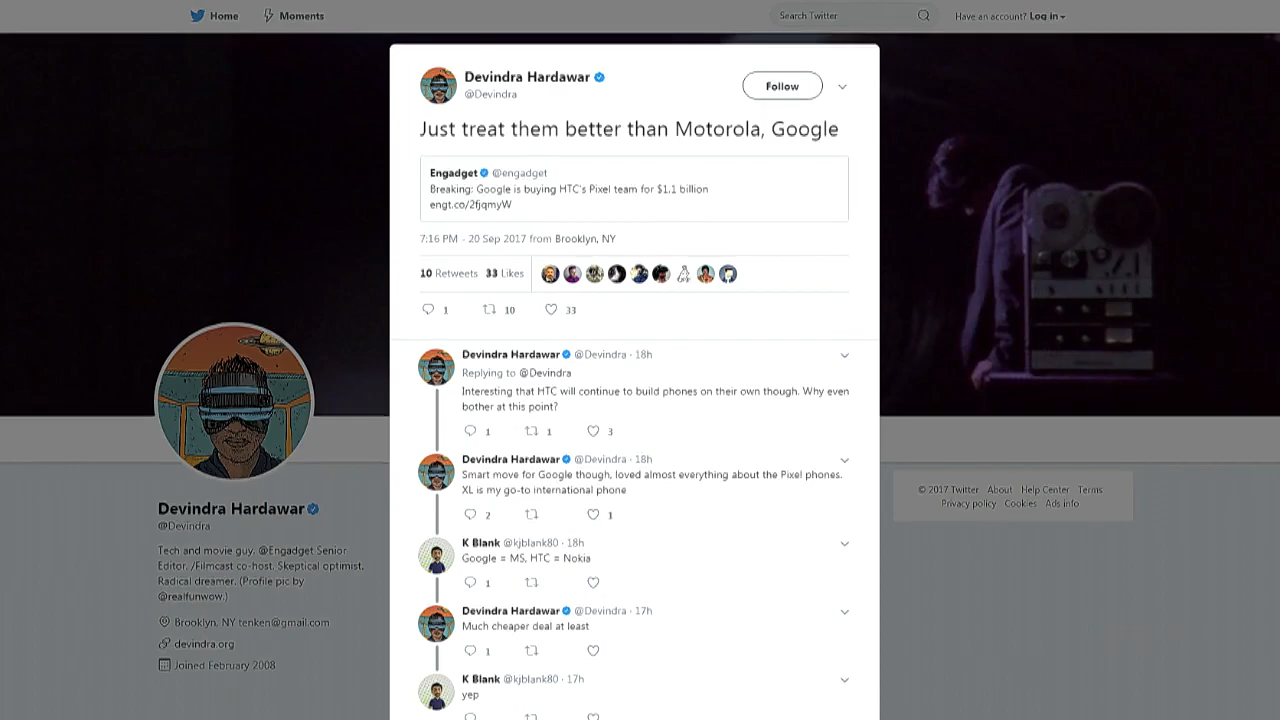 Home
Moments
Search Twitter
Have an account? Log in
Devindra Hardawar
@Devindra
Follow
Just treat them better than Motorola, Google
Engadget @engadget
Breaking: Google is buying HTC's Pixel team for $1.1 billion
engt.co/2fjqmyW
7:16 PM - 20 Sep 2017 from Brooklyn, NY
10 Retweets 33 Likes
1 10 33
Devindra Hardawar @Devindra · 18h
Replying to @Devindra
Interesting that HTC will continue to build phones on their own though. Why even
bother at this point?
1 1 3
Devindra Hardawar @Devindra · 18h
Smart move for Google though, loved almost everything about the Pixel phones.
XL is my go-to international phone
2 1
K Blank @kjblank80 · 18h
Google = MS, HTC = Nokia
1
Devindra Hardawar @Devindra · 17h
Much cheaper deal at least
1
K Blank @kjblank80 · 17h
yep
Devindra Hardawar
@Devindra
Tech and movie guy. @Engadget Senior
Editor. /Filmcast co-host. Skeptical optimist.
Radical dreamer. (Profile pic by
@realfunwow.)
Brooklyn, NY tenken@gmail.com
devindra.org
Joined February 2008
© 2017 Twitter About Help Center Terms
Privacy policy Cookies Ads info